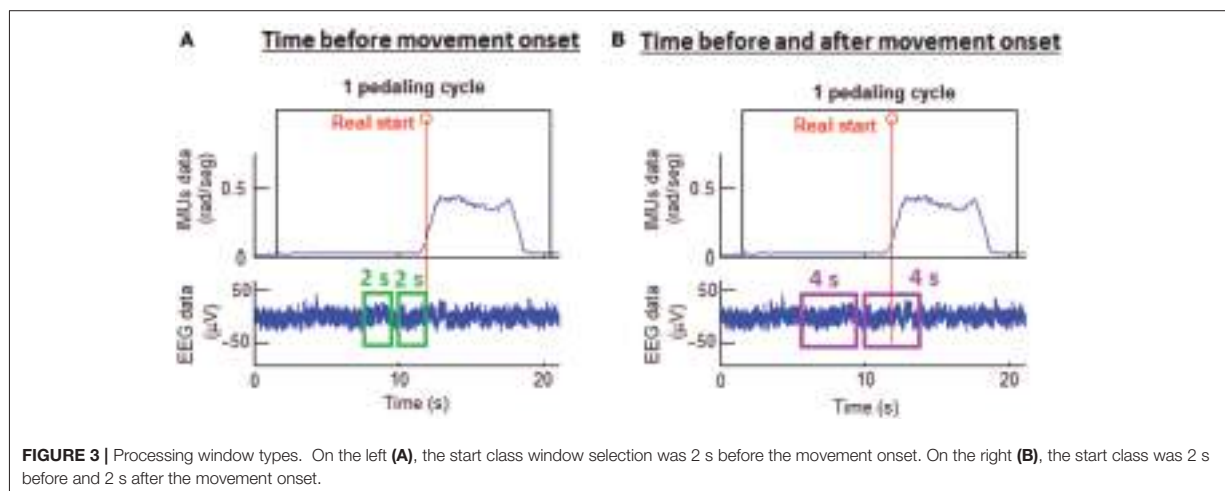 A Time before movement onset
1 pedaling cycle
Real start
IMUs data
(rad/seg)
0.5
0
2 s 2 s
EEG data
(µV)
50
-50
0 10 20
Time (s)
B Time before and after movement onset
1 pedaling cycle
Real start
IMUs data
(rad/seg)
0.5
0
4 s 4 s
EEG data
(µV)
50
-50
0 10 20
Time (s)
FIGURE 3 | Processing window types. On the left (A), the start class window selection was 2 s before the movement onset. On the right (B), the start class was 2 s
before and 2 s after the movement onset.